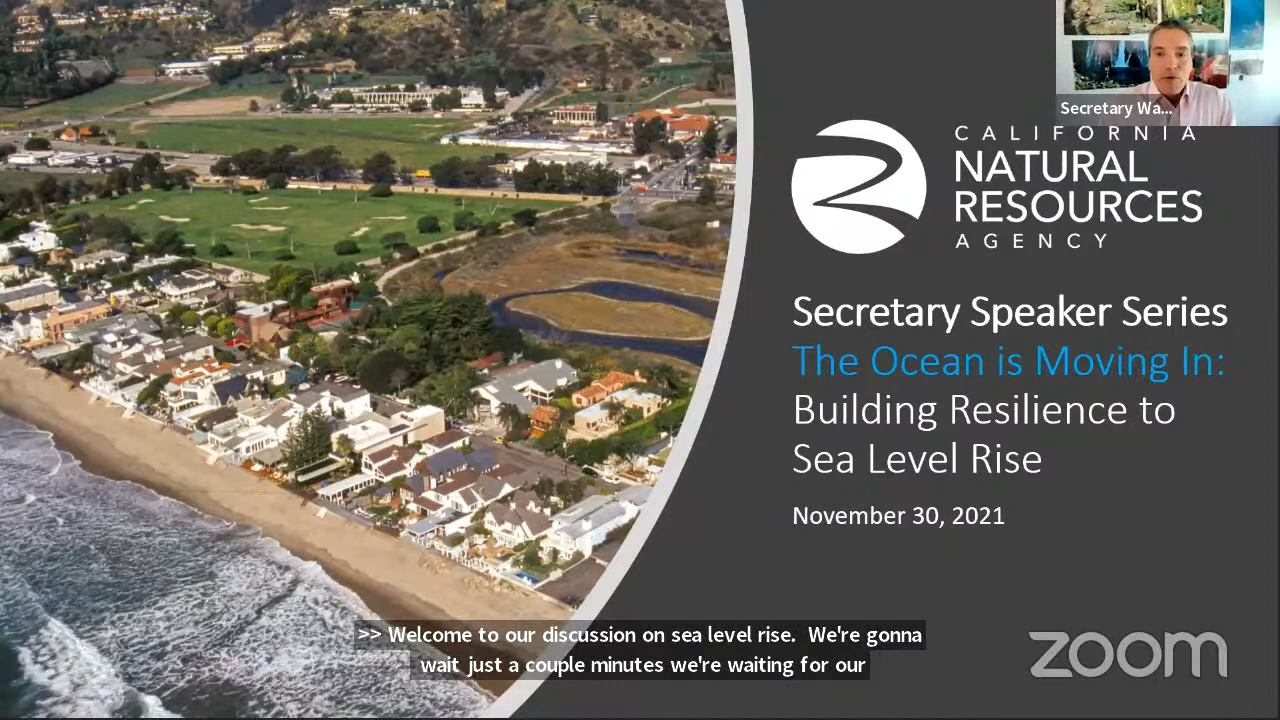 Secretary Wa...
CALIFORNIA
NATURAL
RESOURCES
AGENCY
Secretary Speaker Series
The Ocean is Moving In:
Building Resilience to
Sea Level Rise
November 30, 2021
>> Welcome to our discussion on sea level rise.  We're gonna
wait just a couple minutes we're waiting for our
zoom